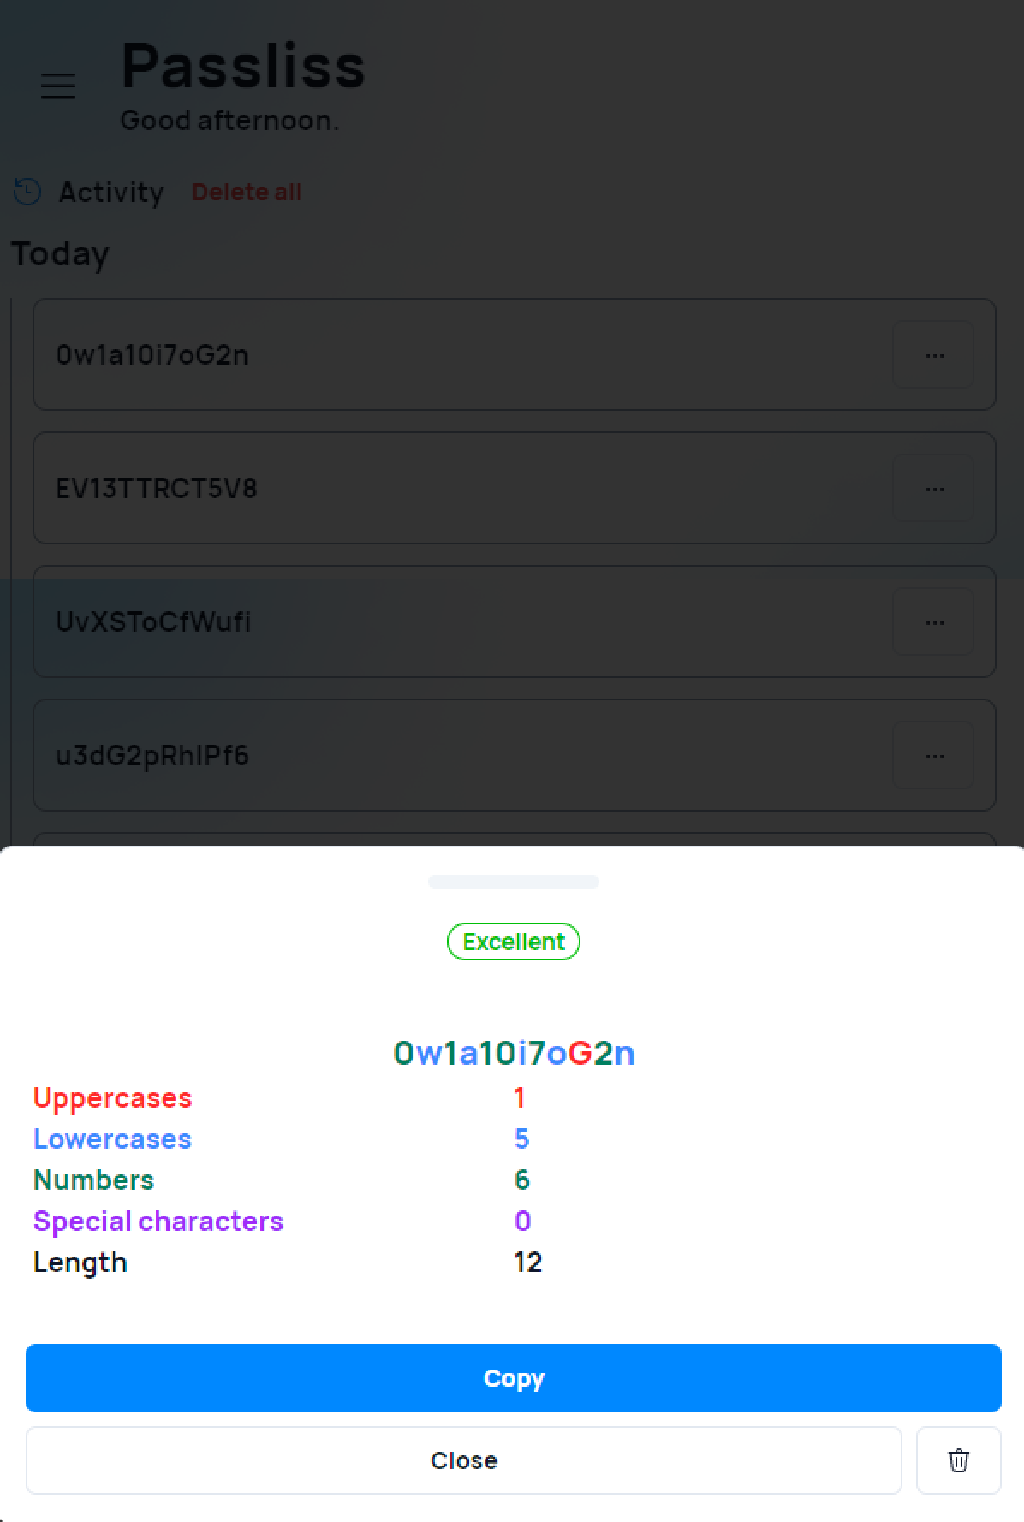 Passliss
Good afternoon.
Activity Delete all
Today
0w1a10i7oG2n
EV13TTRCT5V8
UvXSToCfWufi
u3dG2pRhlPf6
Excellent
0w1a10i7oG2n
Uppercases 1
Lowercases 5
Numbers 6
Special characters 0
Length 12
Copy
Close